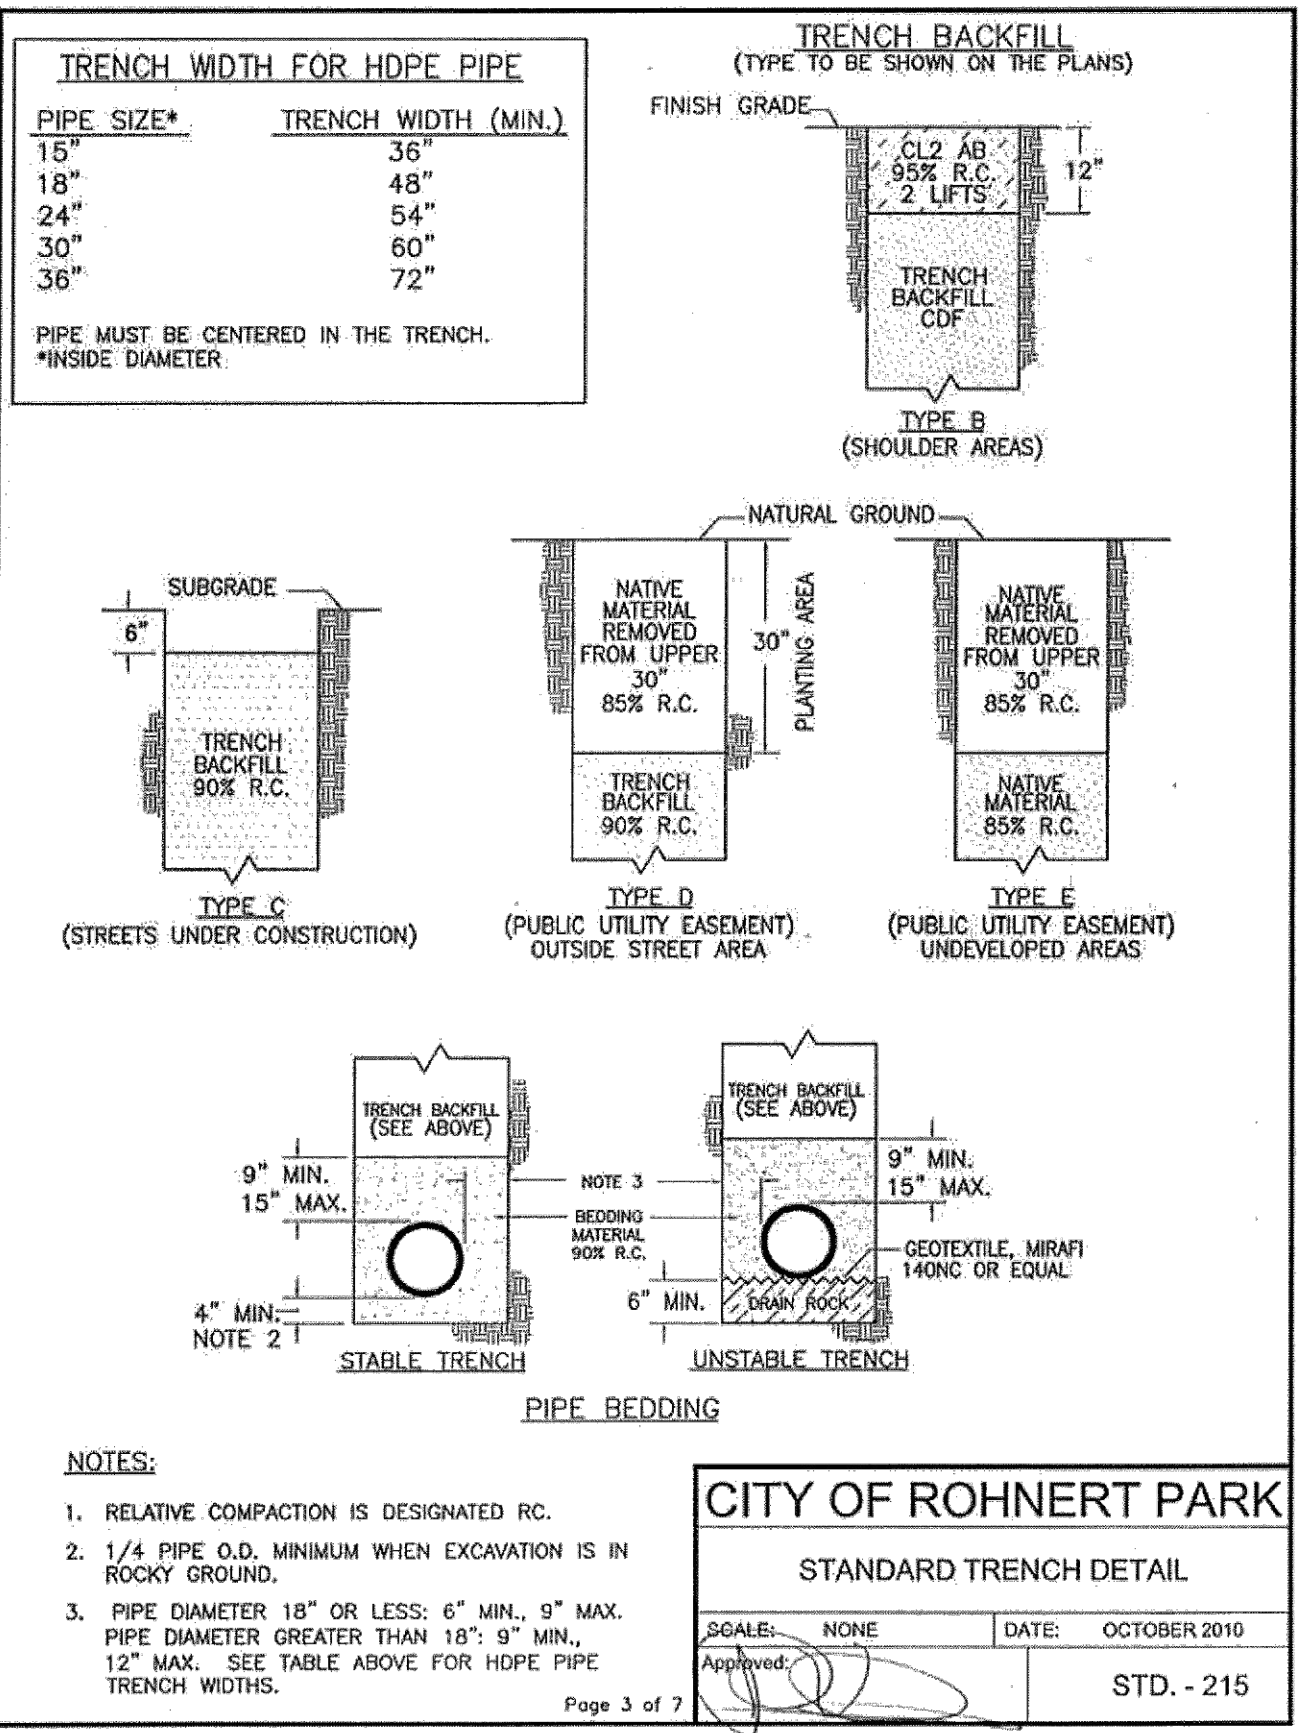 TRENCH WIDTH FOR HDPE PIPE
PIPE SIZE* TRENCH WIDTH (MIN.)
15" 36"
18" 48"
24" 54"
30" 60"
36" 72"
PIPE MUST BE CENTERED IN THE TRENCH.
*INSIDE DIAMETER
TRENCH BACKFILL
(TYPE TO BE SHOWN ON THE PLANS)
FINISH GRADE
CL2 AB
95% R.C.
2 LIFTS
12"
TRENCH
BACKFILL
CDF
TYPE B
(SHOULDER AREAS)
SUBGRADE
6"
TRENCH
BACKFILL
90% R.C.
TYPE C
(STREETS UNDER CONSTRUCTION)
NATURAL GROUND
NATIVE
MATERIAL
REMOVED
FROM UPPER
30"
85% R.C.
30"
PLANTING AREA
TRENCH
BACKFILL
90% R.C.
TYPE D
(PUBLIC UTILITY EASEMENT)
OUTSIDE STREET AREA
NATIVE
MATERIAL
REMOVED
FROM UPPER
30"
85% R.C.
NATIVE
MATERIAL
85% R.C.
TYPE E
(PUBLIC UTILITY EASEMENT)
UNDEVELOPED AREAS
TRENCH BACKFILL
(SEE ABOVE)
9" MIN.
15" MAX.
4" MIN.
NOTE 2
STABLE TRENCH
NOTE 3
BEDDING
MATERIAL
90% R.C.
TRENCH BACKFILL
(SEE ABOVE)
9" MIN.
15" MAX.
GEOTEXTILE, MIRAFI
140NC OR EQUAL
6" MIN.
DRAIN ROCK
UNSTABLE TRENCH
PIPE BEDDING
NOTES:
1. RELATIVE COMPACTION IS DESIGNATED RC.
2. 1/4 PIPE O.D. MINIMUM WHEN EXCAVATION IS IN
ROCKY GROUND.
3. PIPE DIAMETER 18" OR LESS: 6" MIN., 9" MAX.
PIPE DIAMETER GREATER THAN 18": 9" MIN.,
12" MAX. SEE TABLE ABOVE FOR HDPE PIPE
TRENCH WIDTHS.
Page 3 of 7
CITY OF ROHNERT PARK
STANDARD TRENCH DETAIL
SCALE: NONE
DATE: OCTOBER 2010
Approved:
STD. - 215